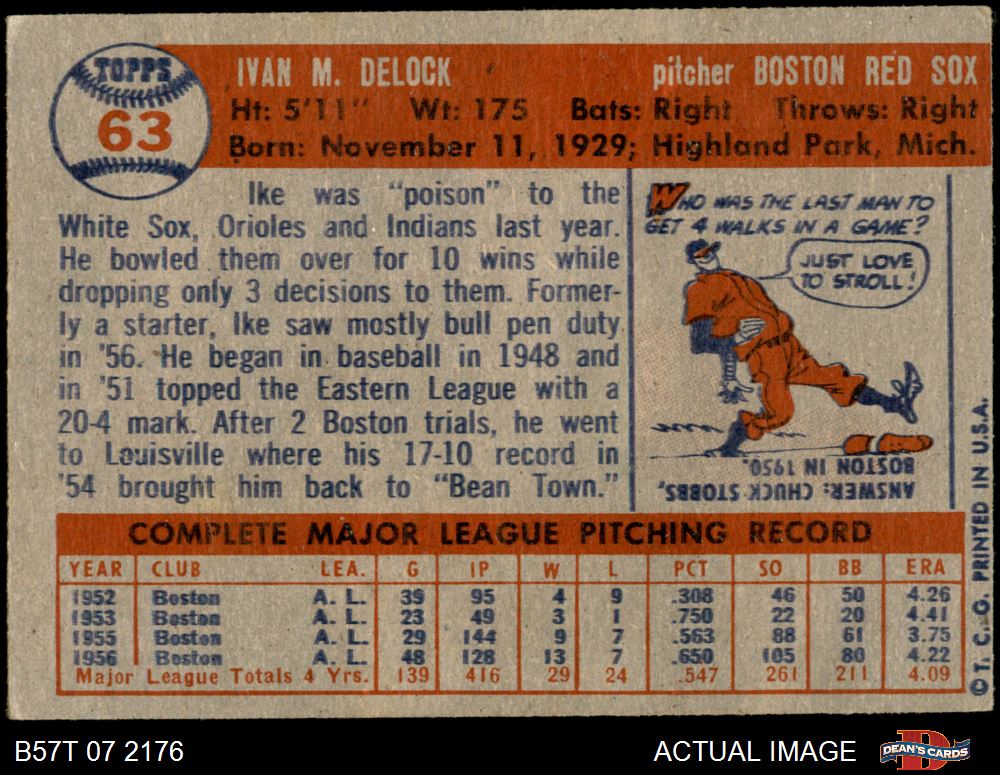 TOPPS
63
IVAN M. DELOCK pitcher BOSTON RED SOX
Ht: 5'11" Wt: 175 Bats: Right Throws: Right
Born: November 11, 1929; Highland Park, Mich.
Ike was "poison" to the
White Sox, Orioles and Indians last year.
He bowled them over for 10 wins while
dropping only 3 decisions to them. Former-
ly a starter, Ike saw mostly bull pen duty
in '56. He began in baseball in 1948 and
in '51 topped the Eastern League with a
20-4 mark. After 2 Boston trials, he went
to Louisville where his 17-10 record in
'54 brought him back to "Bean Town."
WHO WAS THE LAST MAN TO
GET 4 WALKS IN A GAME?
JUST LOVE
TO STROLL!
ANSWER: CHUCK STOBBS,
BOSTON IN 1950.
COMPLETE MAJOR LEAGUE PITCHING RECORD
YEAR CLUB LEA. G IP W L PCT SO BB ERA
1952 Boston A. L. 39 95 4 9 .308 46 50 4.26
1953 Boston A. L. 23 49 3 1 .750 22 20 4.41
1955 Boston A. L. 29 144 9 7 .563 88 61 3.75
1956 Boston A. L. 48 128 13 7 .650 105 80 4.22
Major League Totals 4 Yrs. 139 416 29 24 .547 261 211 4.09
© T. C. G. PRINTED IN U.S.A.
B57T 07 2176 ACTUAL IMAGE
D
DEAN'S CARDS